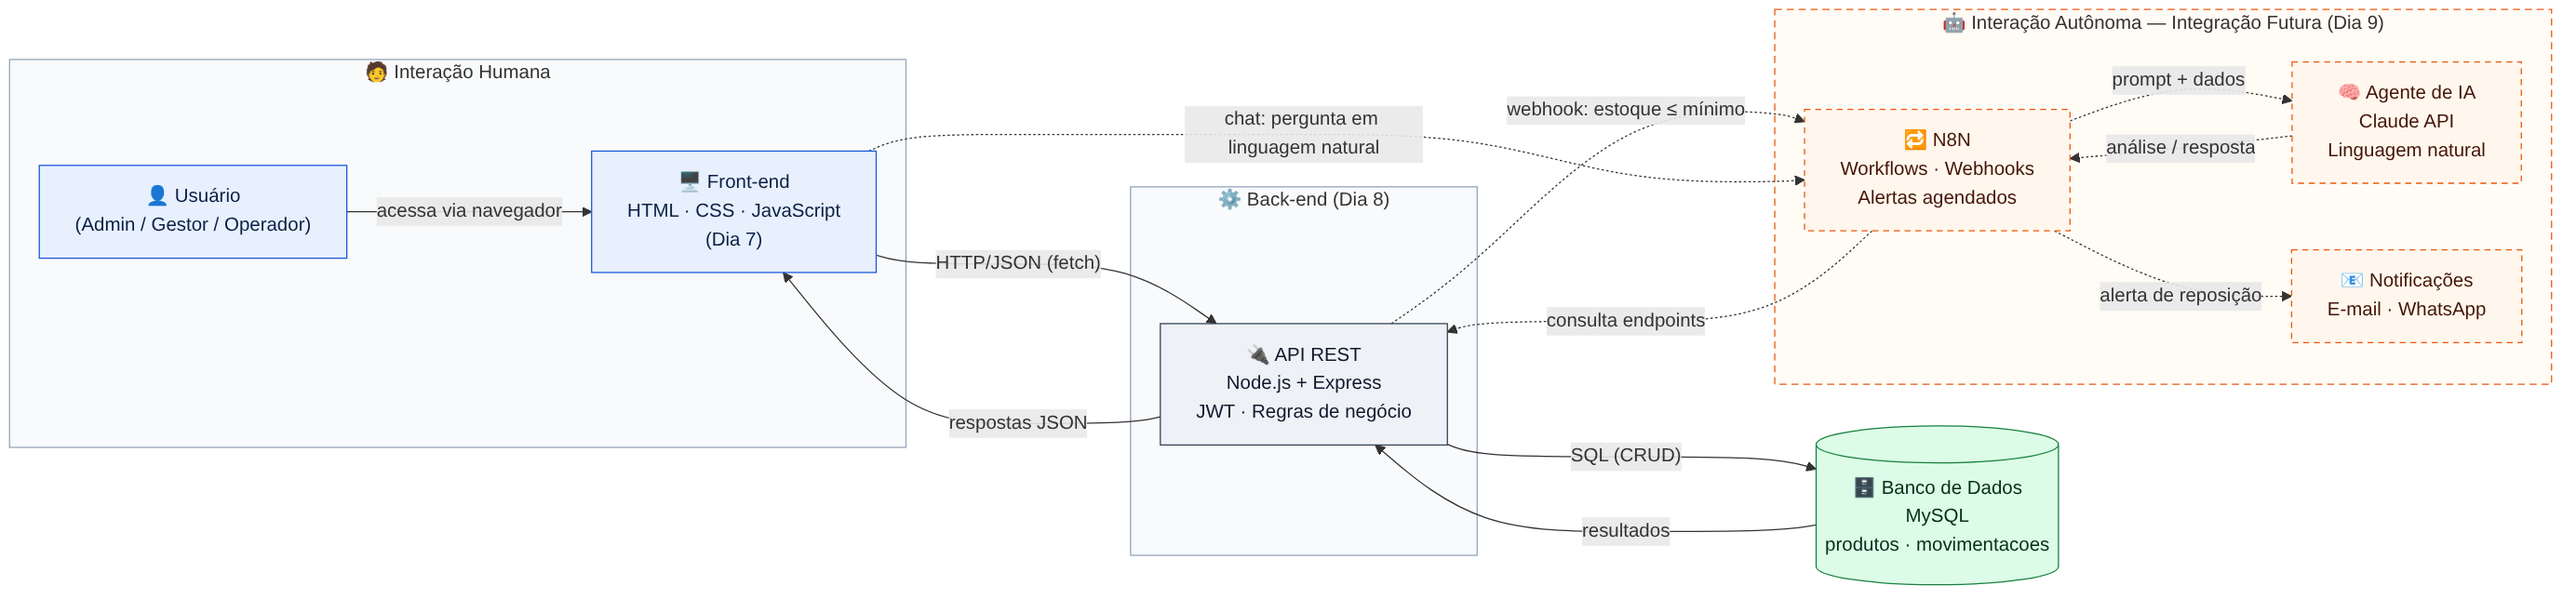 🧑 Interação Humana
👤 Usuário
(Admin / Gestor / Operador)
acessa via navegador
🖥️ Front-end
HTML · CSS · JavaScript
(Dia 7)
chat: pergunta em
linguagem natural
HTTP/JSON (fetch)
respostas JSON
⚙️ Back-end (Dia 8)
🔌 API REST
Node.js + Express
JWT · Regras de negócio
webhook: estoque ≤ mínimo
consulta endpoints
SQL (CRUD)
resultados
🤖 Interação Autônoma — Integração Futura (Dia 9)
🔁 N8N
Workflows · Webhooks
Alertas agendados
prompt + dados
análise / resposta
alerta de reposição
🧠 Agente de IA
Claude API
Linguagem natural
📧 Notificações
E-mail · WhatsApp
🗄️ Banco de Dados
MySQL
produtos · movimentacoes